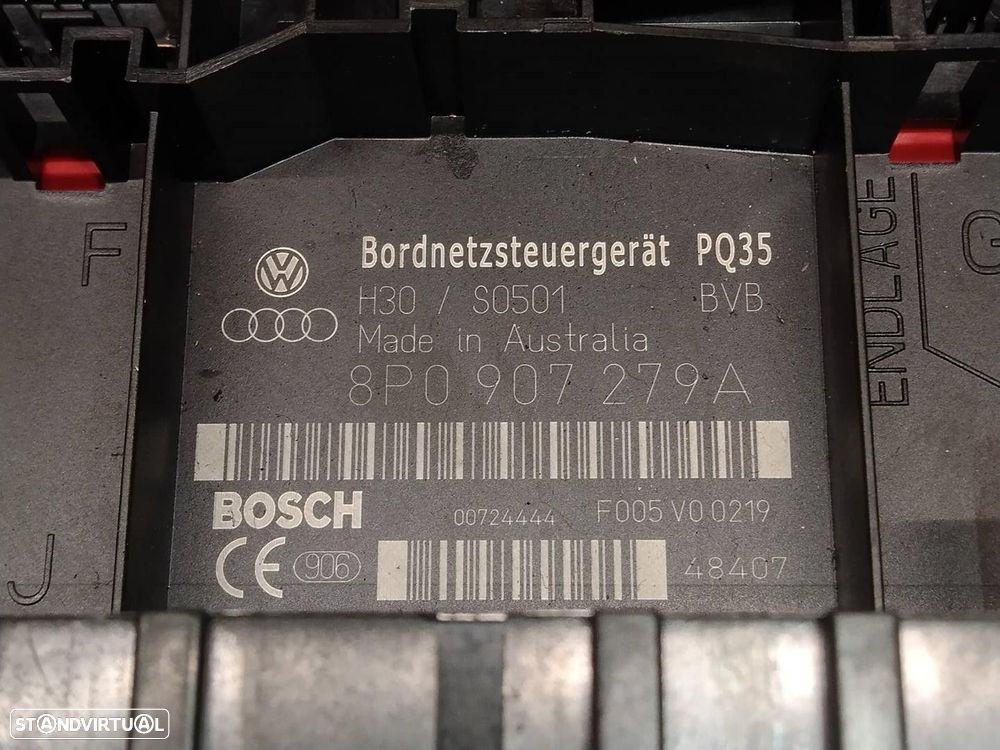 Bordnetzsteuergerät PQ35
H30 / S0501 BVB
Made in Australia
8P0 907 279A
BOSCH
00724444 F005 V0 0219
CE 906
48407
F
J
ENDLAGE
G
STANDVIRTUAL